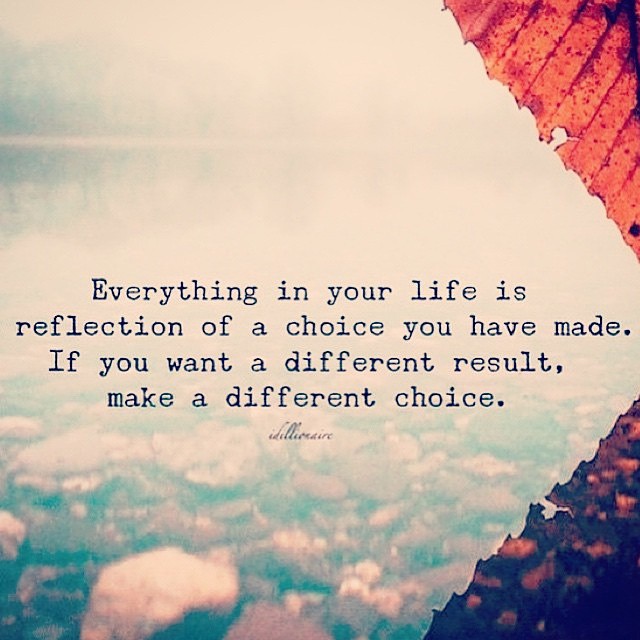 Everything in your life is
reflection of a choice you have made.
If you want a different result,
make a different choice.
idillionaire